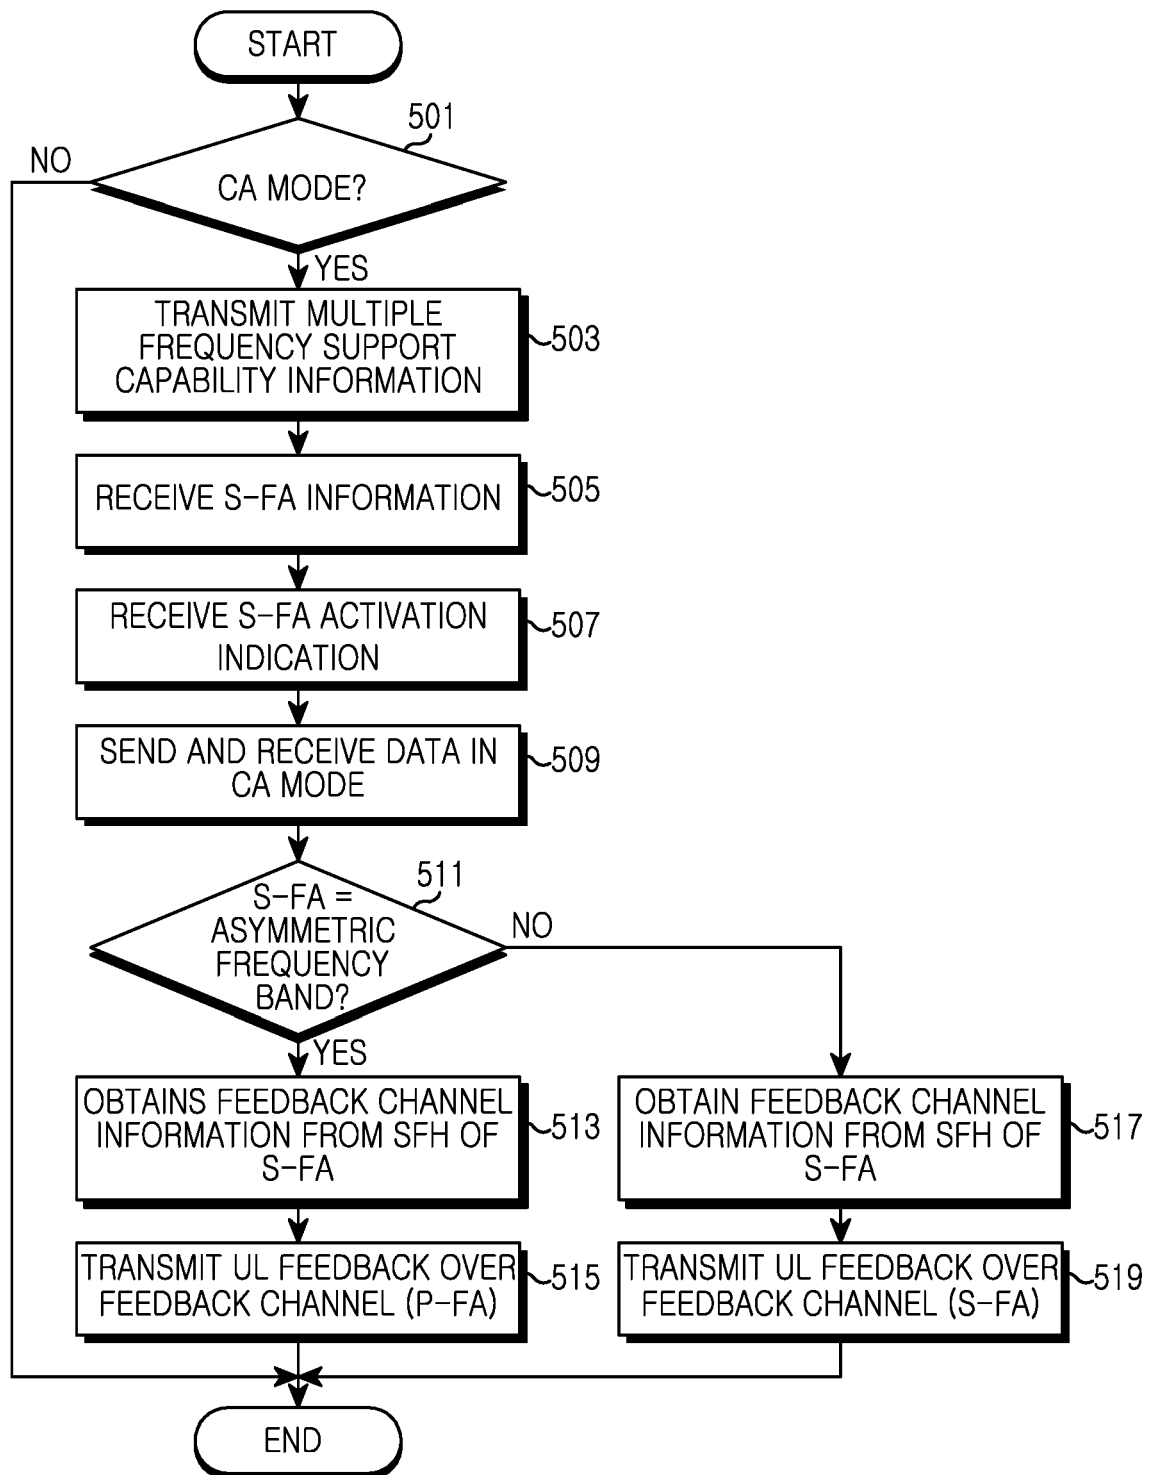 START
501
NO
CA MODE?
YES
TRANSMIT MULTIPLE
FREQUENCY SUPPORT
CAPABILITY INFORMATION
503
RECEIVE S-FA INFORMATION
505
RECEIVE S-FA ACTIVATION
INDICATION
507
SEND AND RECEIVE DATA IN
CA MODE
509
511
S-FA =
ASYMMETRIC
FREQUENCY
BAND?
NO
YES
OBTAINS FEEDBACK CHANNEL
INFORMATION FROM SFH OF
S-FA
513
OBTAIN FEEDBACK CHANNEL
INFORMATION FROM SFH OF
S-FA
517
TRANSMIT UL FEEDBACK OVER
FEEDBACK CHANNEL (P-FA)
515
TRANSMIT UL FEEDBACK OVER
FEEDBACK CHANNEL (S-FA)
519
END